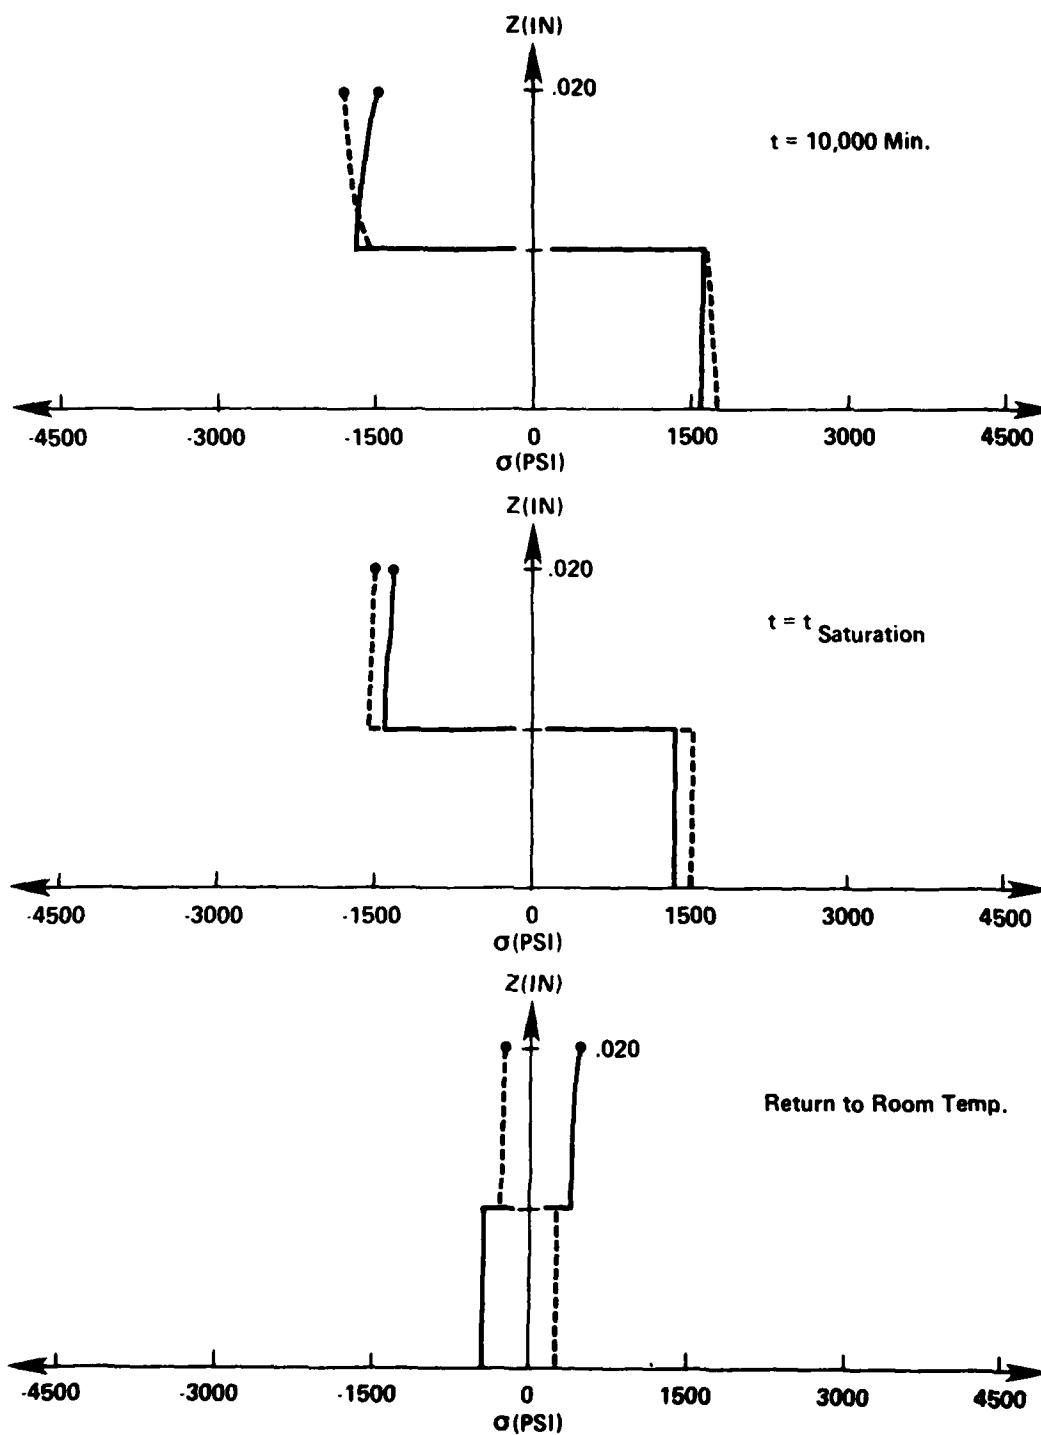 Z(IN)
.020
t = 10,000 Min.
-4500 -3000 -1500 0 1500 3000 4500
σ(PSI)
Z(IN)
.020
t = t Saturation
-4500 -3000 -1500 0 1500 3000 4500
σ(PSI)
Z(IN)
.020
Return to Room Temp.
-4500 -3000 -1500 0 1500 3000 4500
σ(PSI)